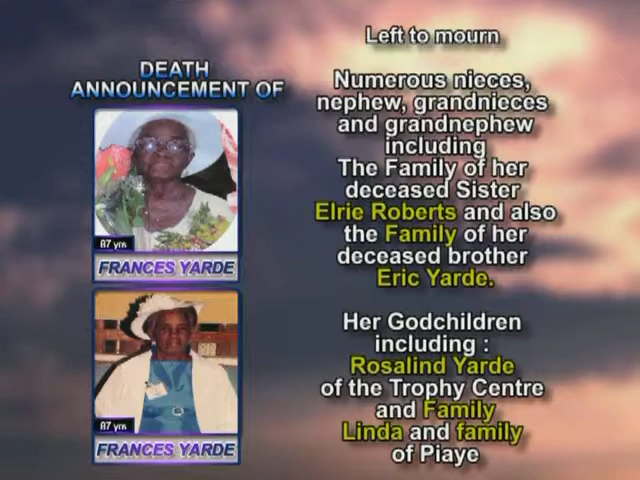 DEATH
ANNOUNCEMENT OF
87 yrs
FRANCES YARDE
87 yrs
FRANCES YARDE
Left to mourn
Numerous nieces,
nephew, grandnieces
and grandnephew
including
The Family of her
deceased Sister
Elrie Roberts and also
the Family of her
deceased brother
Eric Yarde.
Her Godchildren
including :
Rosalind Yarde
of the Trophy Centre
and Family
Linda and family
of Piaye